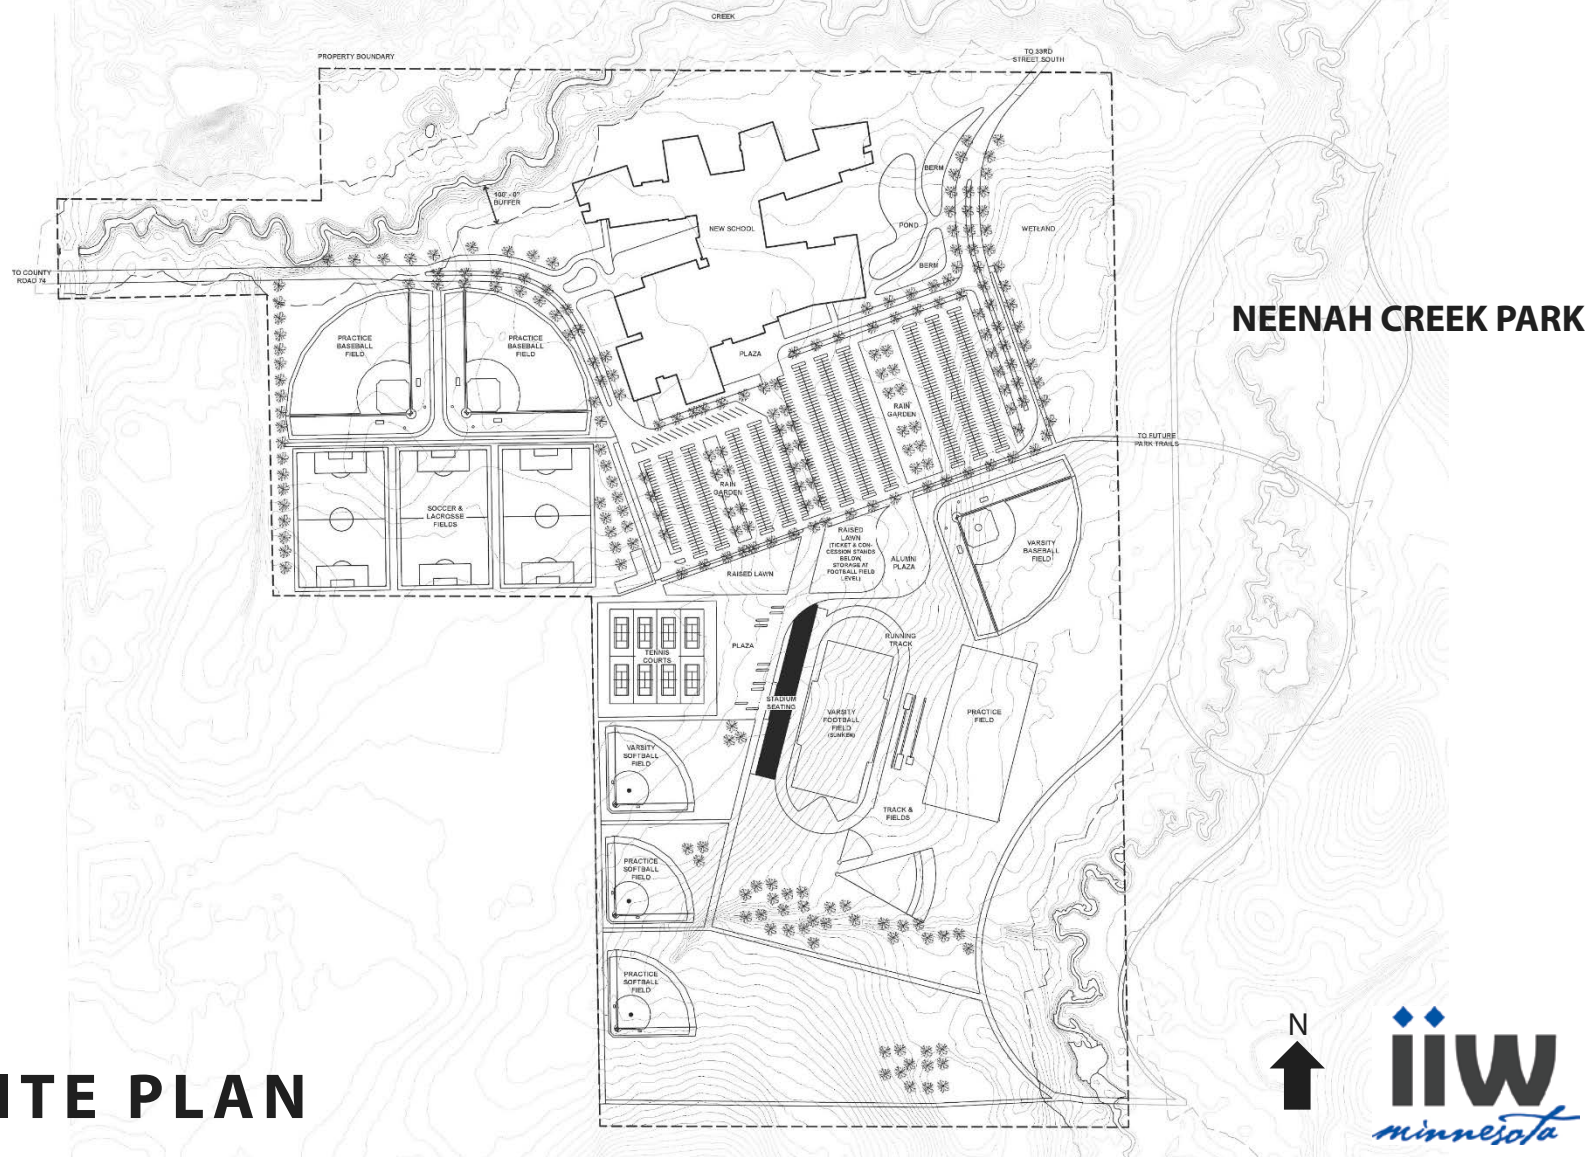 CREEK
PROPERTY BOUNDARY
TO 33RD
STREET SOUTH
BERM
100' - 0"
BUFFER
POND
NEW SCHOOL
WETLAND
BERM
TO COUNTY
ROAD 74
NEENAH CREEK PARK
PRACTICE
BASEBALL
FIELD
PRACTICE
BASEBALL
FIELD
PLAZA
RAIN
GARDEN
TO FUTURE
PARK TRAILS
RAIN
GARDEN
SOCCER &
LACROSSE
FIELDS
RAISED
LAWN
(TICKET & CON-
CESSION STANDS
BELOW,
STORAGE AT
FOOTBALL FIELD
LEVEL)
ALUMNI
PLAZA
VARSITY
BASEBALL
FIELD
RAISED LAWN
RUNNING
TRACK
PLAZA
TENNIS
COURTS
STADIUM
SEATING
VARSITY
FOOTBALL
FIELD
(SUNKEN)
PRACTICE
FIELD
VARSITY
SOFTBALL
FIELD
TRACK &
FIELDS
PRACTICE
SOFTBALL
FIELD
PRACTICE
SOFTBALL
FIELD
N
ITE PLAN
iiw
minnesota